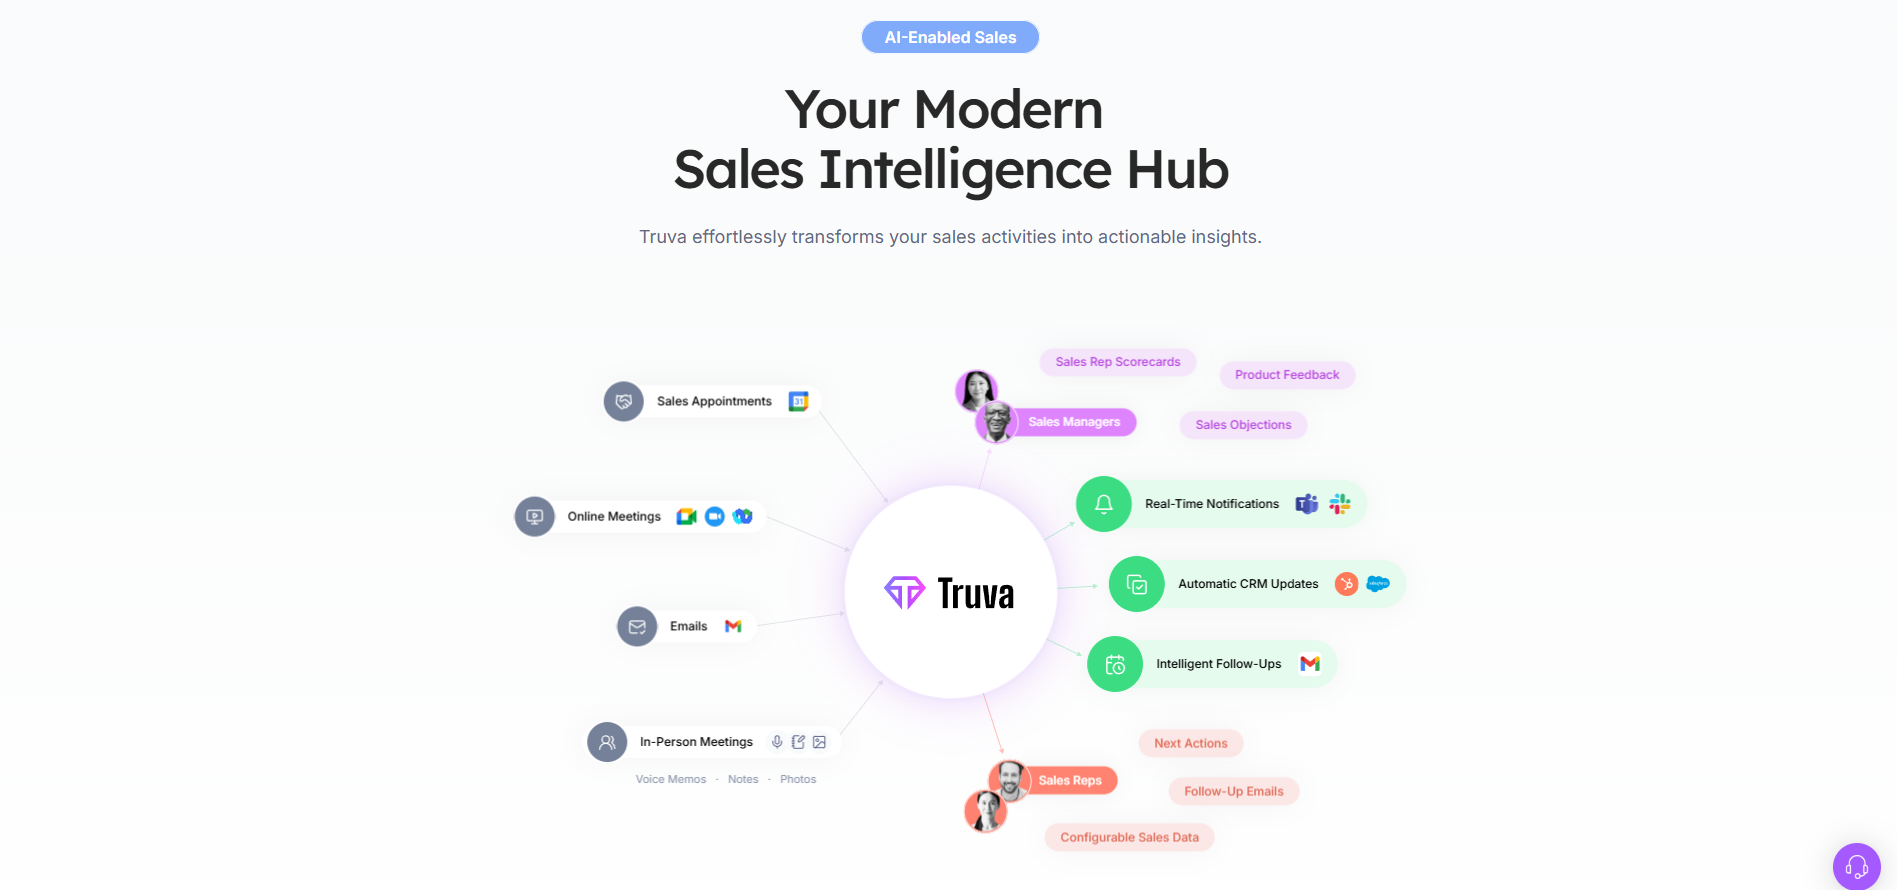 AI-Enabled Sales
Your Modern
Sales Intelligence Hub
Truva effortlessly transforms your sales activities into actionable insights.
Sales Appointments
31
Online Meetings
Emails
In-Person Meetings
Voice Memos - Notes - Photos
Truva
Sales Rep Scorecards
Product Feedback
Sales Managers
Sales Objections
Real-Time Notifications
T
Automatic CRM Updates
salesforce
Intelligent Follow-Ups
Next Actions
Sales Reps
Follow-Up Emails
Configurable Sales Data